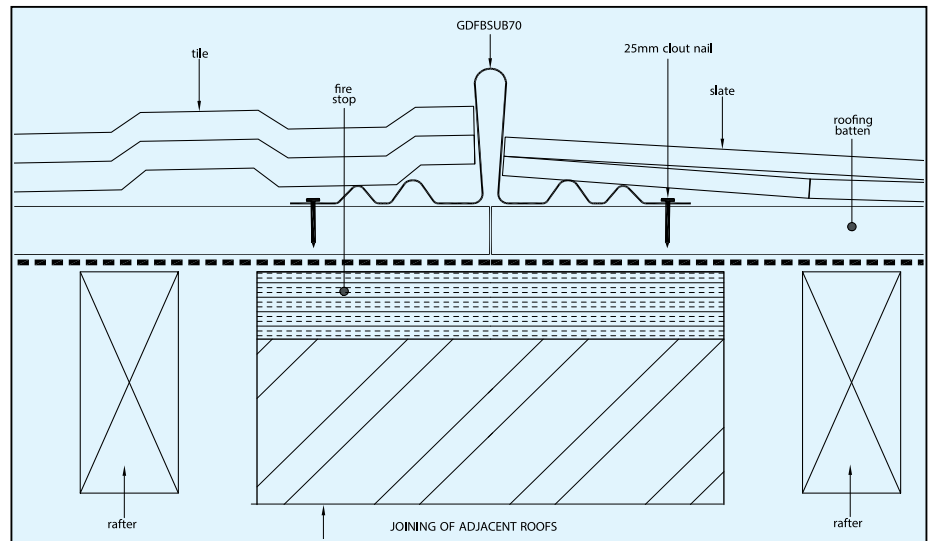 GDFBSUB70
tile
25mm clout nail
fire
stop
slate
roofing
batten
rafter
JOINING OF ADJACENT ROOFS
rafter